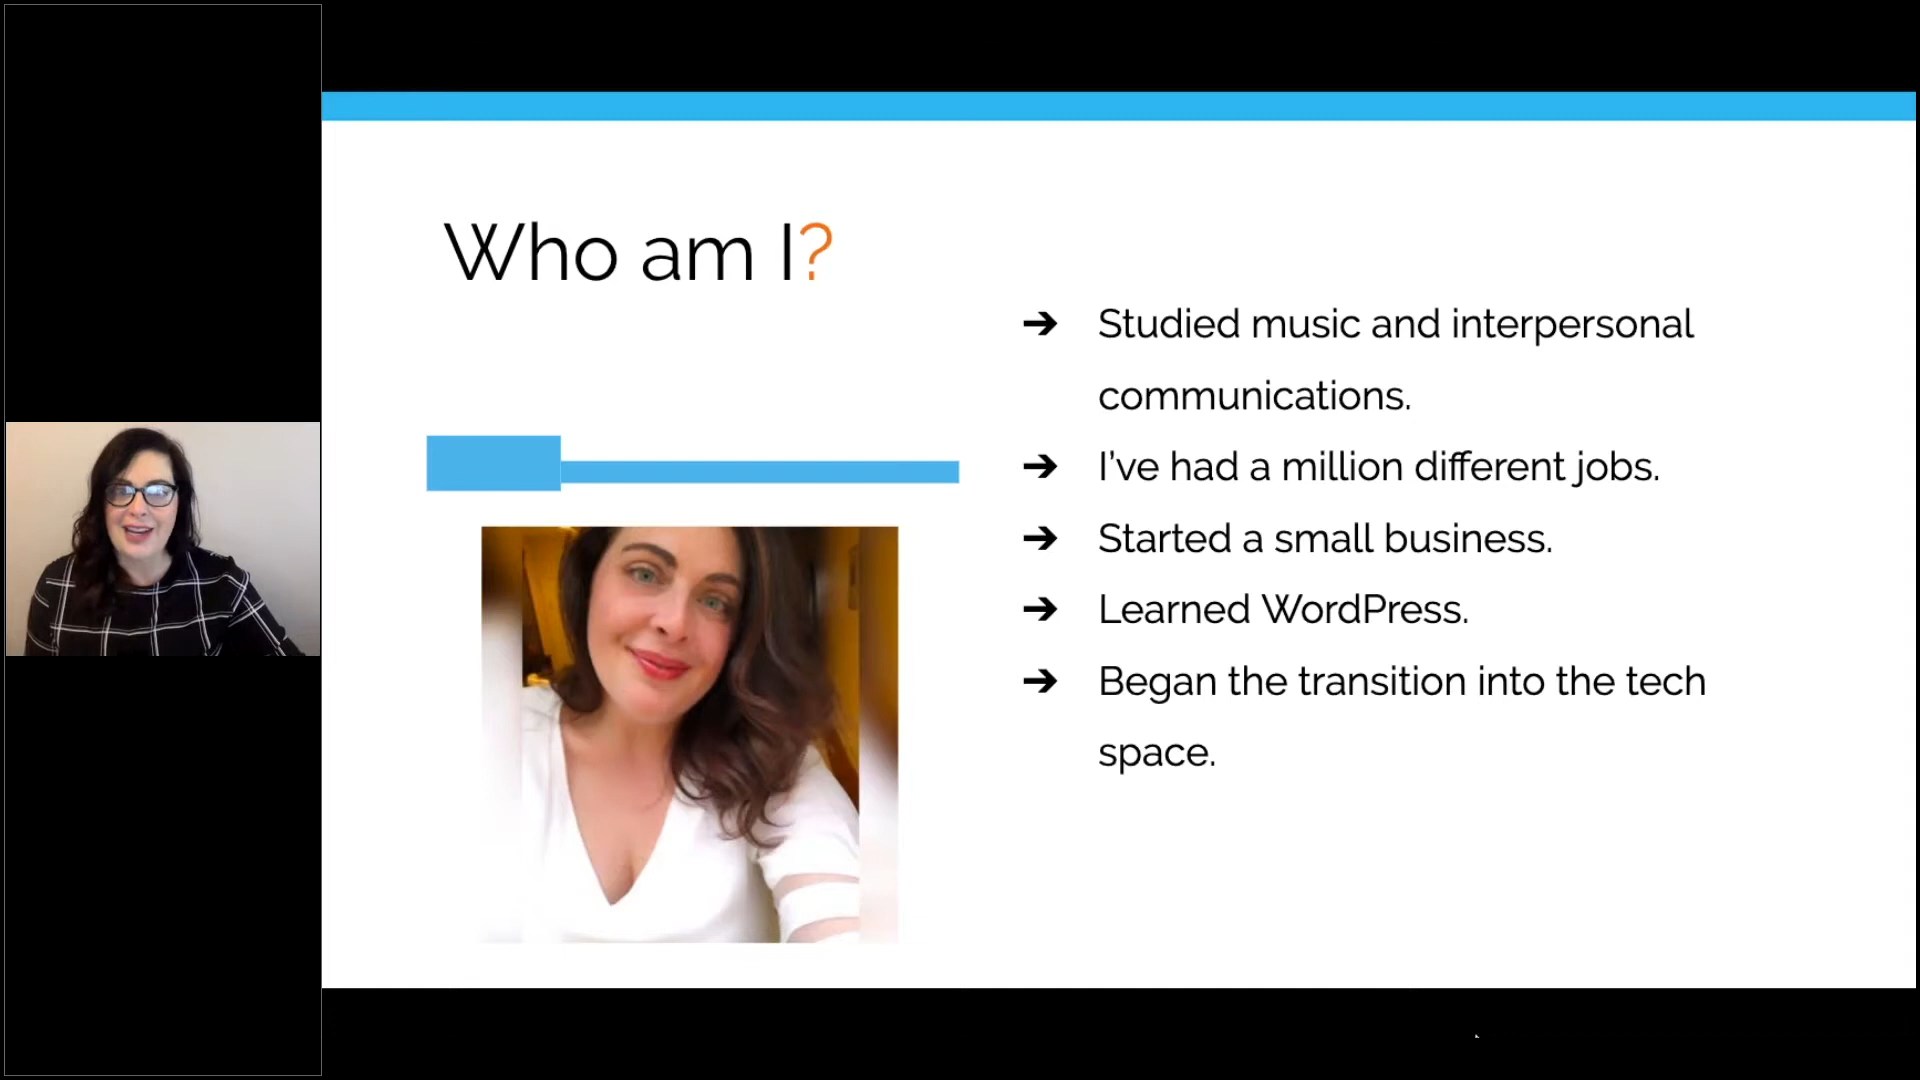 Who am I?
➔ Studied music and interpersonal
communications.
➔ I’ve had a million different jobs.
➔ Started a small business.
➔ Learned WordPress.
➔ Began the transition into the tech
space.